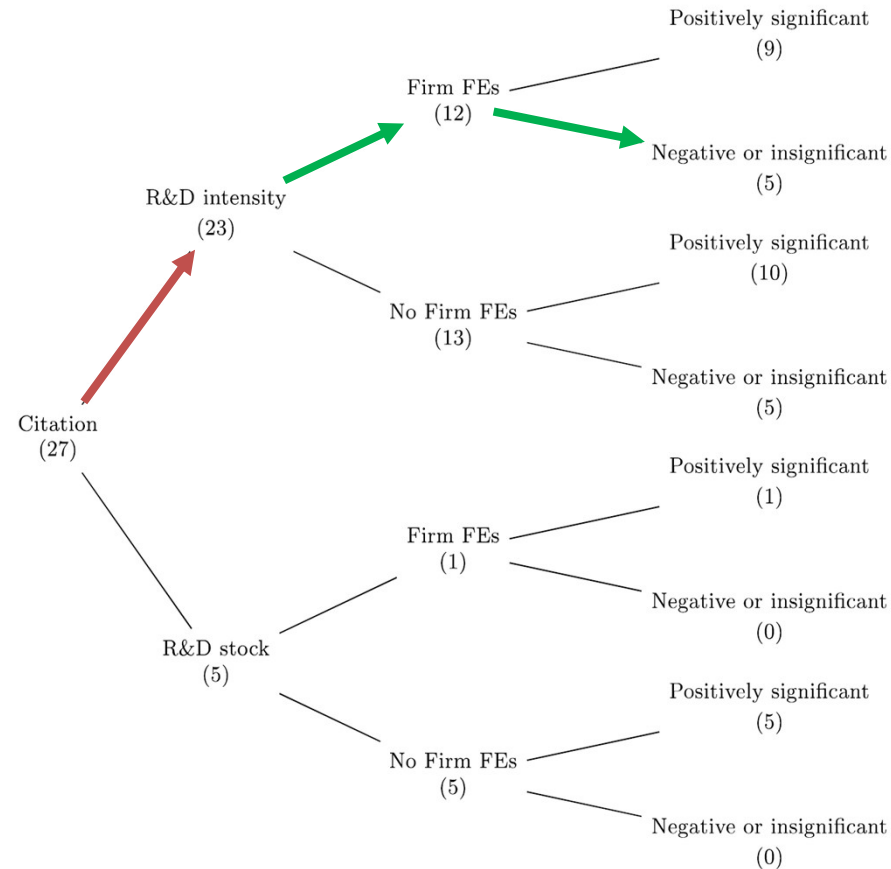 Positively significant
(9)
Firm FEs
(12)
Negative or insignificant
(5)
R&D intensity
(23)
Positively significant
(10)
No Firm FEs
(13)
Negative or insignificant
(5)
Citation
(27)
Positively significant
(1)
Firm FEs
(1)
Negative or insignificant
(0)
R&D stock
(5)
Positively significant
(5)
No Firm FEs
(5)
Negative or insignificant
(0)